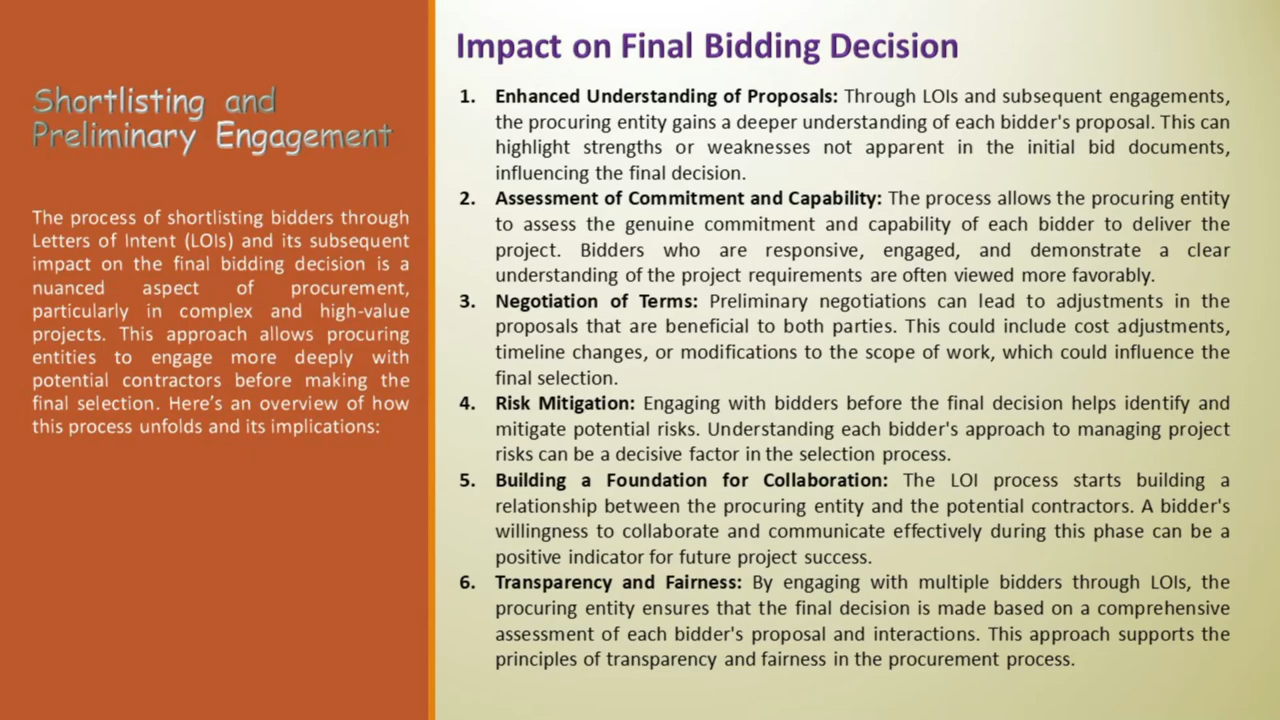 Shortlisting and
Preliminary Engagement
The process of shortlisting bidders through
Letters of Intent (LOIs) and its subsequent
impact on the final bidding decision is a
nuanced aspect of procurement,
particularly in complex and high-value
projects. This approach allows procuring
entities to engage more deeply with
potential contractors before making the
final selection. Here's an overview of how
this process unfolds and its implications:
Impact on Final Bidding Decision
1. Enhanced Understanding of Proposals: Through LOIs and subsequent engagements,
the procuring entity gains a deeper understanding of each bidder's proposal. This can
highlight strengths or weaknesses not apparent in the initial bid documents,
influencing the final decision.
2. Assessment of Commitment and Capability: The process allows the procuring entity
to assess the genuine commitment and capability of each bidder to deliver the
project. Bidders who are responsive, engaged, and demonstrate a clear
understanding of the project requirements are often viewed more favorably.
3. Negotiation of Terms: Preliminary negotiations can lead to adjustments in the
proposals that are beneficial to both parties. This could include cost adjustments,
timeline changes, or modifications to the scope of work, which could influence the
final selection.
4. Risk Mitigation: Engaging with bidders before the final decision helps identify and
mitigate potential risks. Understanding each bidder's approach to managing project
risks can be a decisive factor in the selection process.
5. Building a Foundation for Collaboration: The LOI process starts building a
relationship between the procuring entity and the potential contractors. A bidder's
willingness to collaborate and communicate effectively during this phase can be a
positive indicator for future project success.
6. Transparency and Fairness: By engaging with multiple bidders through LOIs, the
procuring entity ensures that the final decision is made based on a comprehensive
assessment of each bidder's proposal and interactions. This approach supports the
principles of transparency and fairness in the procurement process.